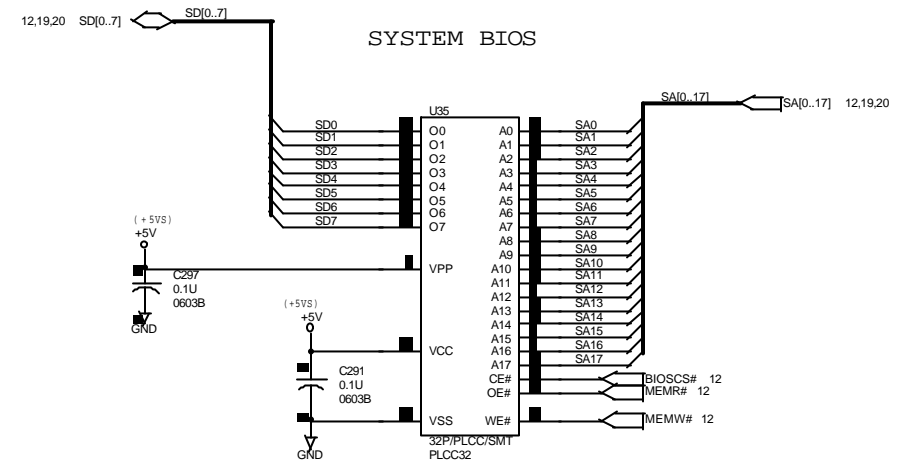 12,19,20 SD[0..7] SD[0..7]
SYSTEM BIOS
SA[0..17] SA[0..17] 12,19,20
U35
SD0 O0 A0 SA0
SD1 O1 A1 SA1
SD2 O2 A2 SA2
SD3 O3 A3 SA3
SD4 O4 A4 SA4
SD5 O5 A5 SA5
SD6 O6 A6 SA6
SD7 O7 A7 SA7
A8 SA8
A9 SA9
(+5VS)
+5V
VPP A10 SA10
A11 SA11
C297
0.1U
0603B
GND
A12 SA12
A13 SA13
A14 SA14
A15 SA15
(+5VS)
+5V
VCC A16 SA16
A17 SA17
C291
0.1U
0603B
GND
CE# BIOSCS# 12
OE# MEMR# 12
VSS WE# MEMW# 12
32P/PLCC/SMT
PLCC32